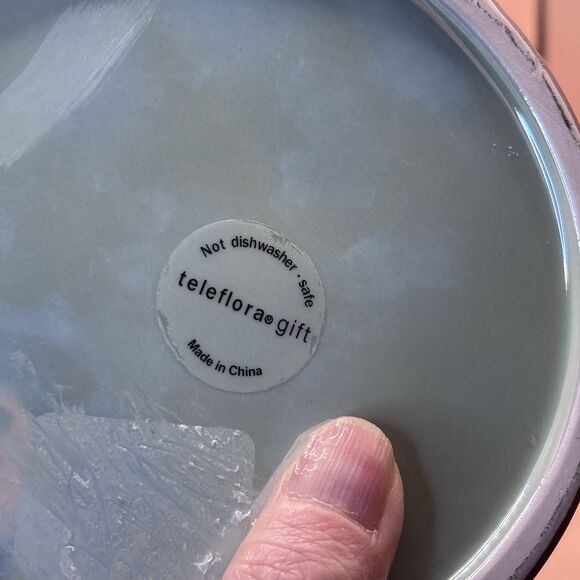 Not dishwasher · safe
teleflora® gift
Made in China